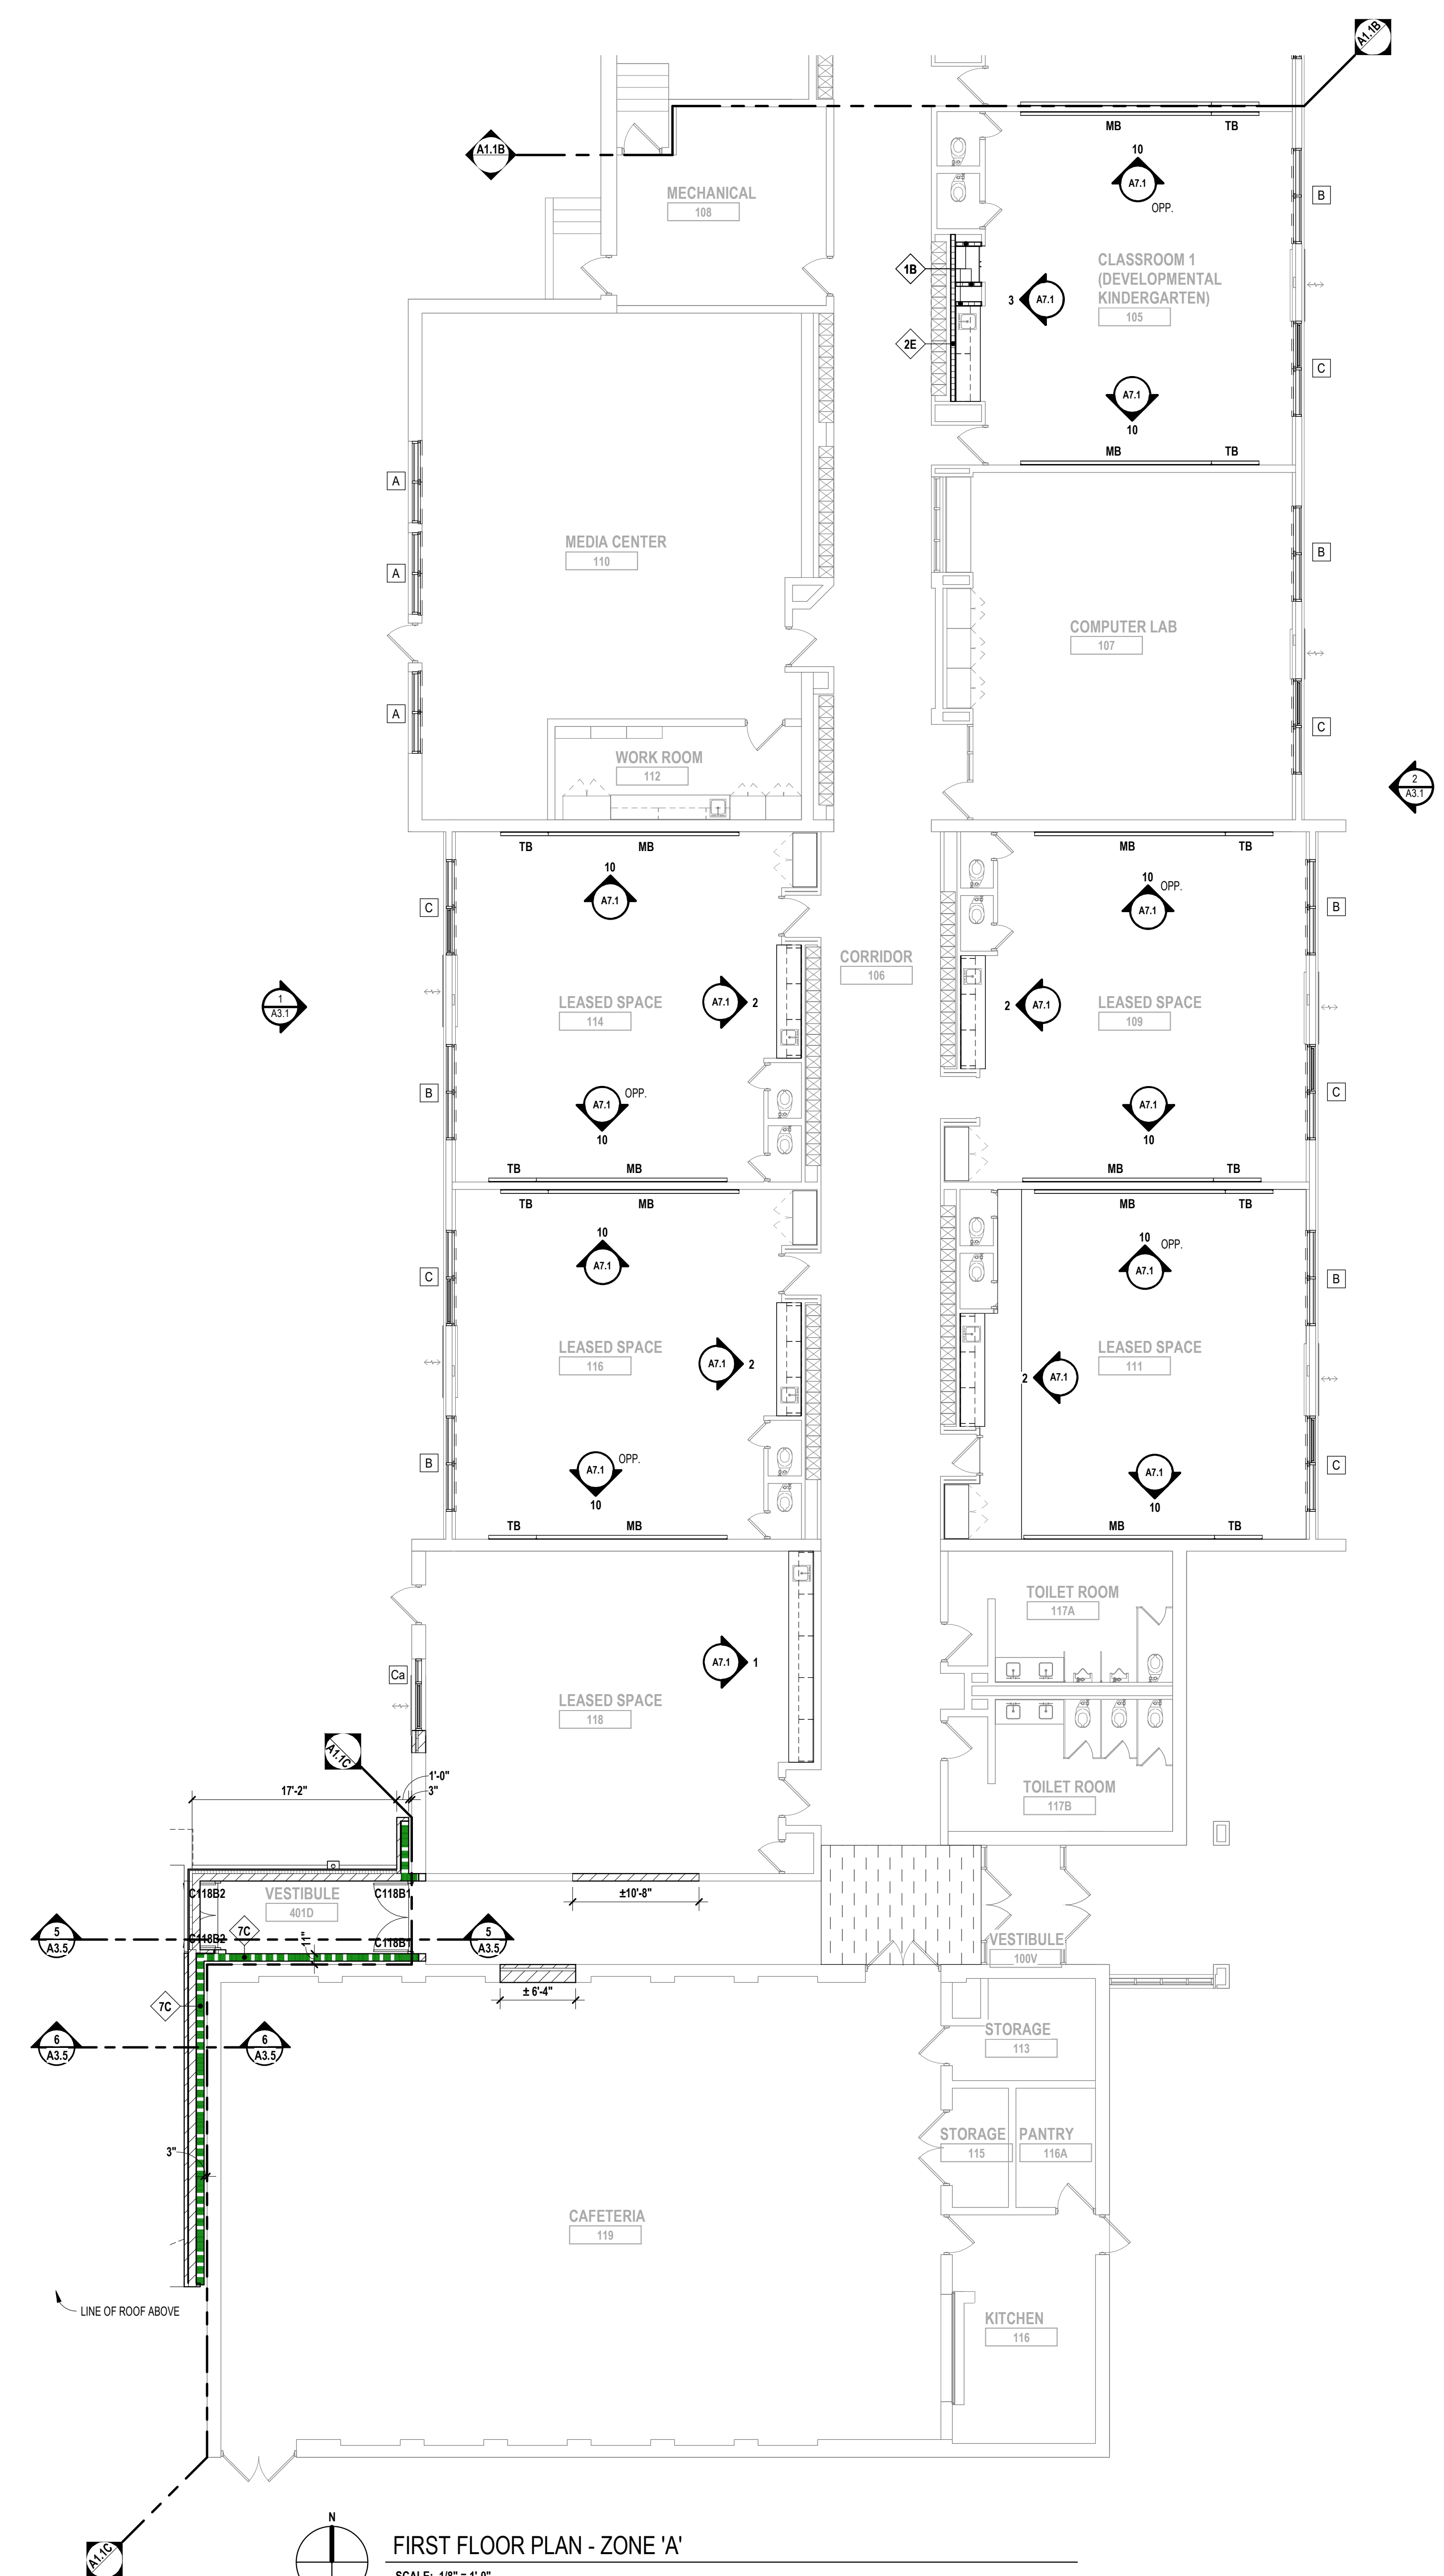 A1.1B
A1.1B
MB
TB
10
A7.1
OPP.
MECHANICAL
108
B
CLASSROOM 1
(DEVELOPMENTAL
KINDERGARTEN)
105
1B
3
A7.1
2E
C
A7.1
10
MB
TB
A
MEDIA CENTER
110
B
A
COMPUTER LAB
107
A
C
WORK ROOM
112
2
A3.1
TB
MB
MB
TB
10
A7.1
10
OPP.
A7.1
C
B
CORRIDOR
106
1
A3.1
LEASED SPACE
114
A7.1
2
2
A7.1
LEASED SPACE
109
B
C
A7.1
OPP.
10
A7.1
10
TB
MB
MB
TB
TB
MB
MB
TB
10
A7.1
10
OPP.
A7.1
C
B
LEASED SPACE
116
A7.1
2
2
A7.1
LEASED SPACE
111
B
C
OPP.
A7.1
10
A7.1
10
TB
MB
MB
TB
TOILET ROOM
117A
Ca
A7.1
1
LEASED SPACE
118
A1.1C
TOILET ROOM
117B
17'-2"
1'-0"
3"
C118B2
VESTIBULE
401D
C118B1
±10'-8"
5
A3.5
7C
C118B2
11"
C118B1
5
A3.5
VESTIBULE
100V
± 6'-4"
7C
6
A3.5
6
A3.5
STORAGE
113
STORAGE
115
PANTRY
116A
3"
CAFETERIA
119
LINE OF ROOF ABOVE
KITCHEN
116
N
FIRST FLOOR PLAN - ZONE 'A'
SCALE: 1/8" = 1'-0"
A1.1C